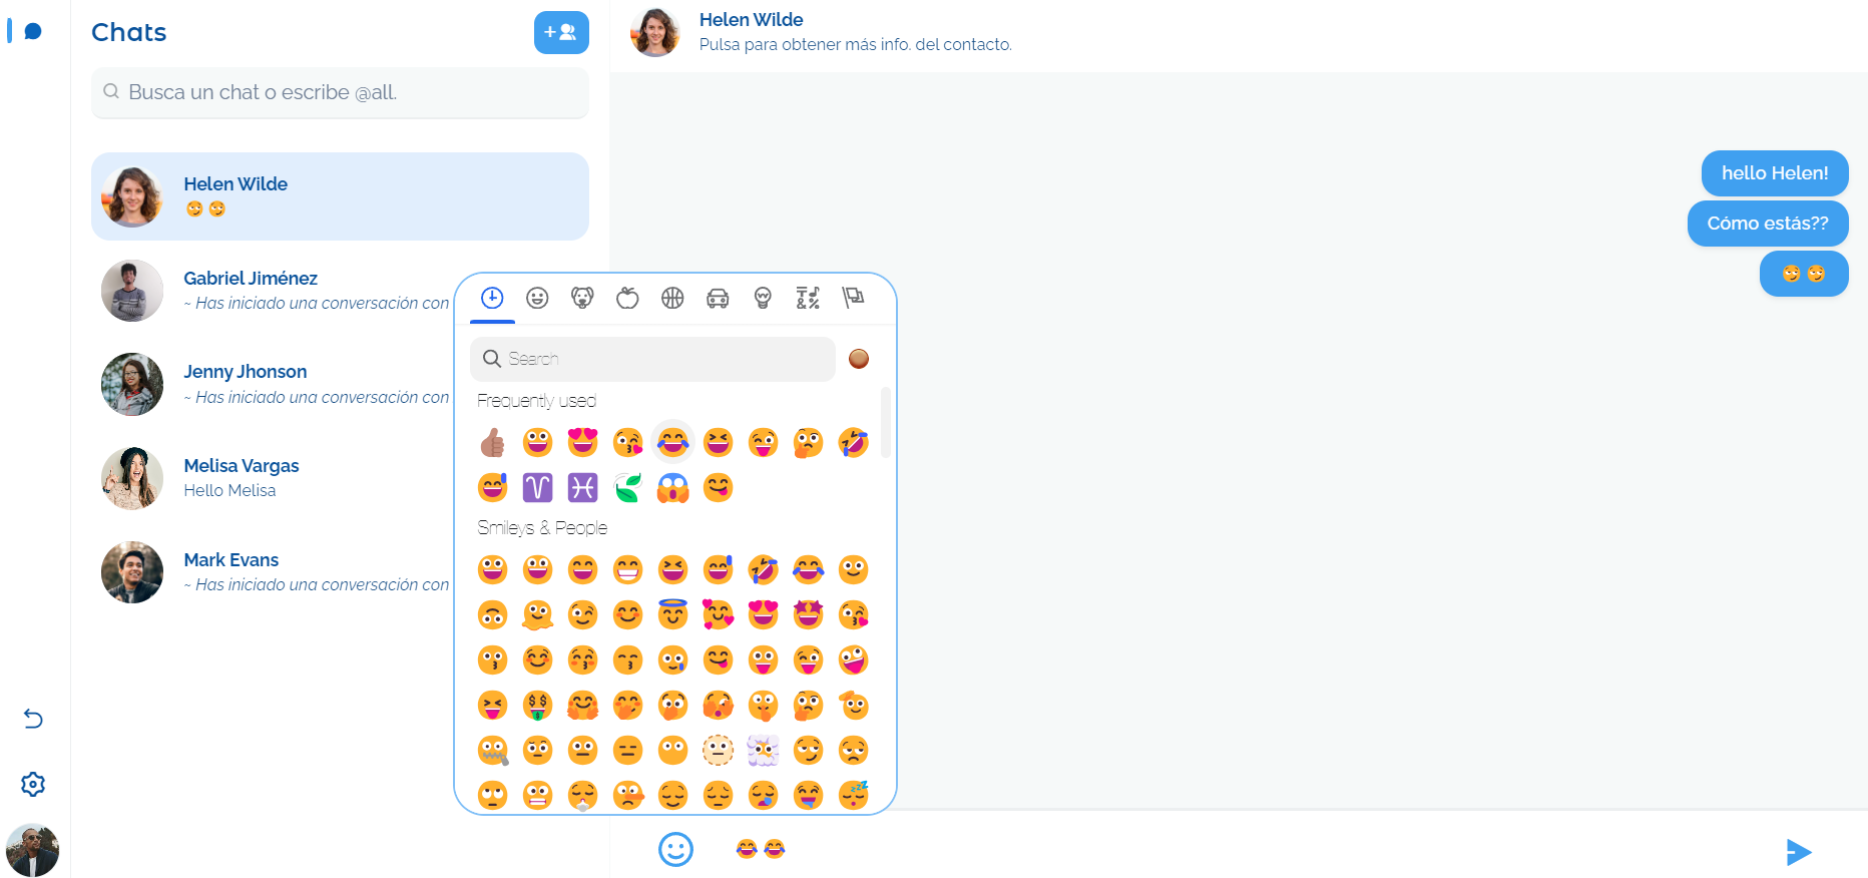 Chats
Busca un chat o escribe @all.
Helen Wilde
Gabriel Jiménez
~ Has iniciado una conversación con
Jenny Jhonson
~ Has iniciado una conversación con
Melisa Vargas
Hello Melisa
Mark Evans
~ Has iniciado una conversación con
Search
Frequently used
Smileys & People
Helen Wilde
Pulsa para obtener más info. del contacto.
hello Helen!
Cómo estás??